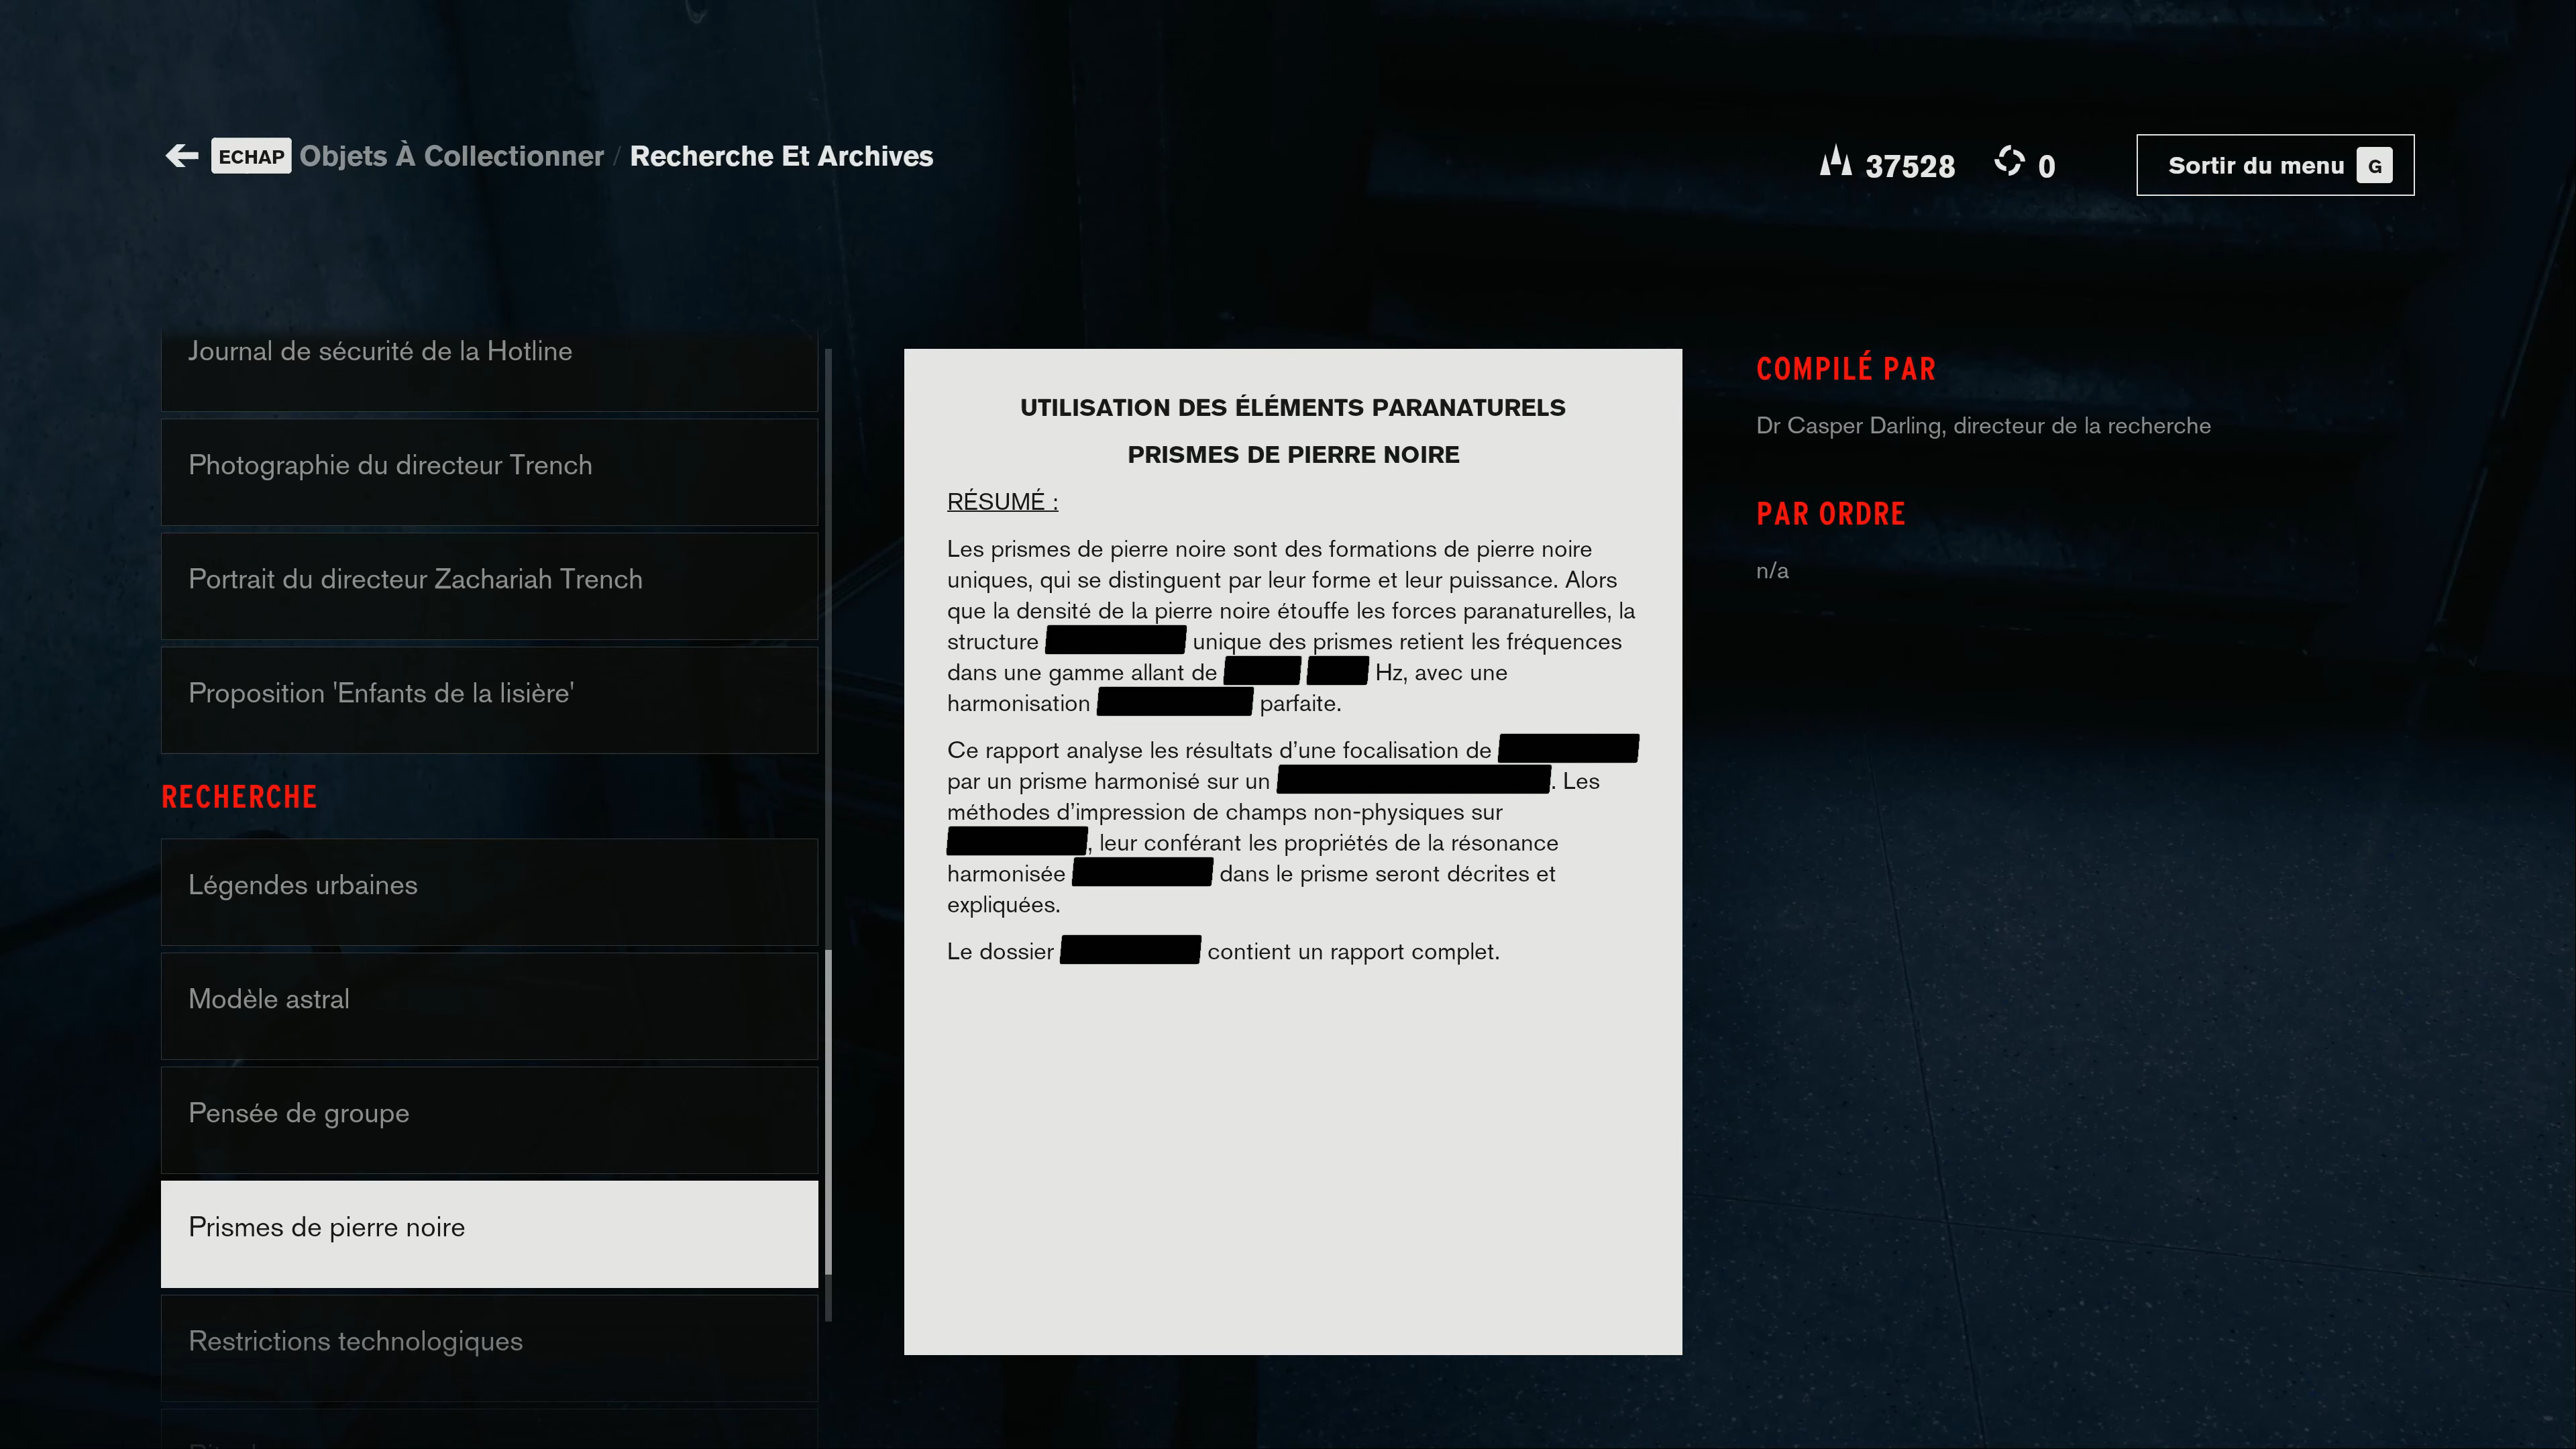 ECHAP Objets À Collectionner / Recherche Et Archives
37528
0
Sortir du menu G
Journal de sécurité de la Hotline
Photographie du directeur Trench
Portrait du directeur Zachariah Trench
Proposition 'Enfants de la lisière'
RECHERCHE
Légendes urbaines
Modèle astral
Pensée de groupe
Prismes de pierre noire
Restrictions technologiques
UTILISATION DES ÉLÉMENTS PARANATURELS
PRISMES DE PIERRE NOIRE
RÉSUMÉ :
Les prismes de pierre noire sont des formations de pierre noire
uniques, qui se distinguent par leur forme et leur puissance. Alors
que la densité de la pierre noire étouffe les forces paranaturelles, la
structure unique des prismes retient les fréquences
dans une gamme allant de Hz, avec une
harmonisation parfaite.
Ce rapport analyse les résultats d’une focalisation de
par un prisme harmonisé sur un . Les
méthodes d’impression de champs non-physiques sur
, leur conférant les propriétés de la résonance
harmonisée dans le prisme seront décrites et
expliquées.
Le dossier contient un rapport complet.
COMPILÉ PAR
Dr Casper Darling, directeur de la recherche
PAR ORDRE
n/a